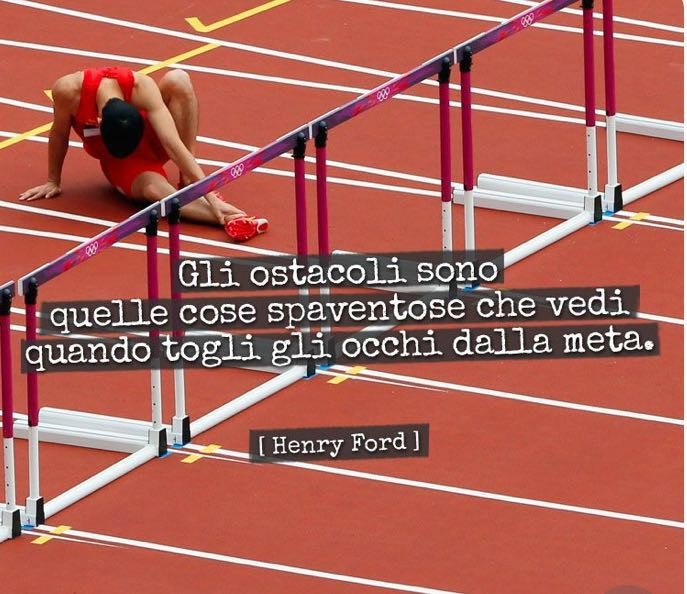 Gli ostacoli sono
quelle cose spaventose che vedi
quando togli gli occhi dalla meta.
[ Henry Ford ]